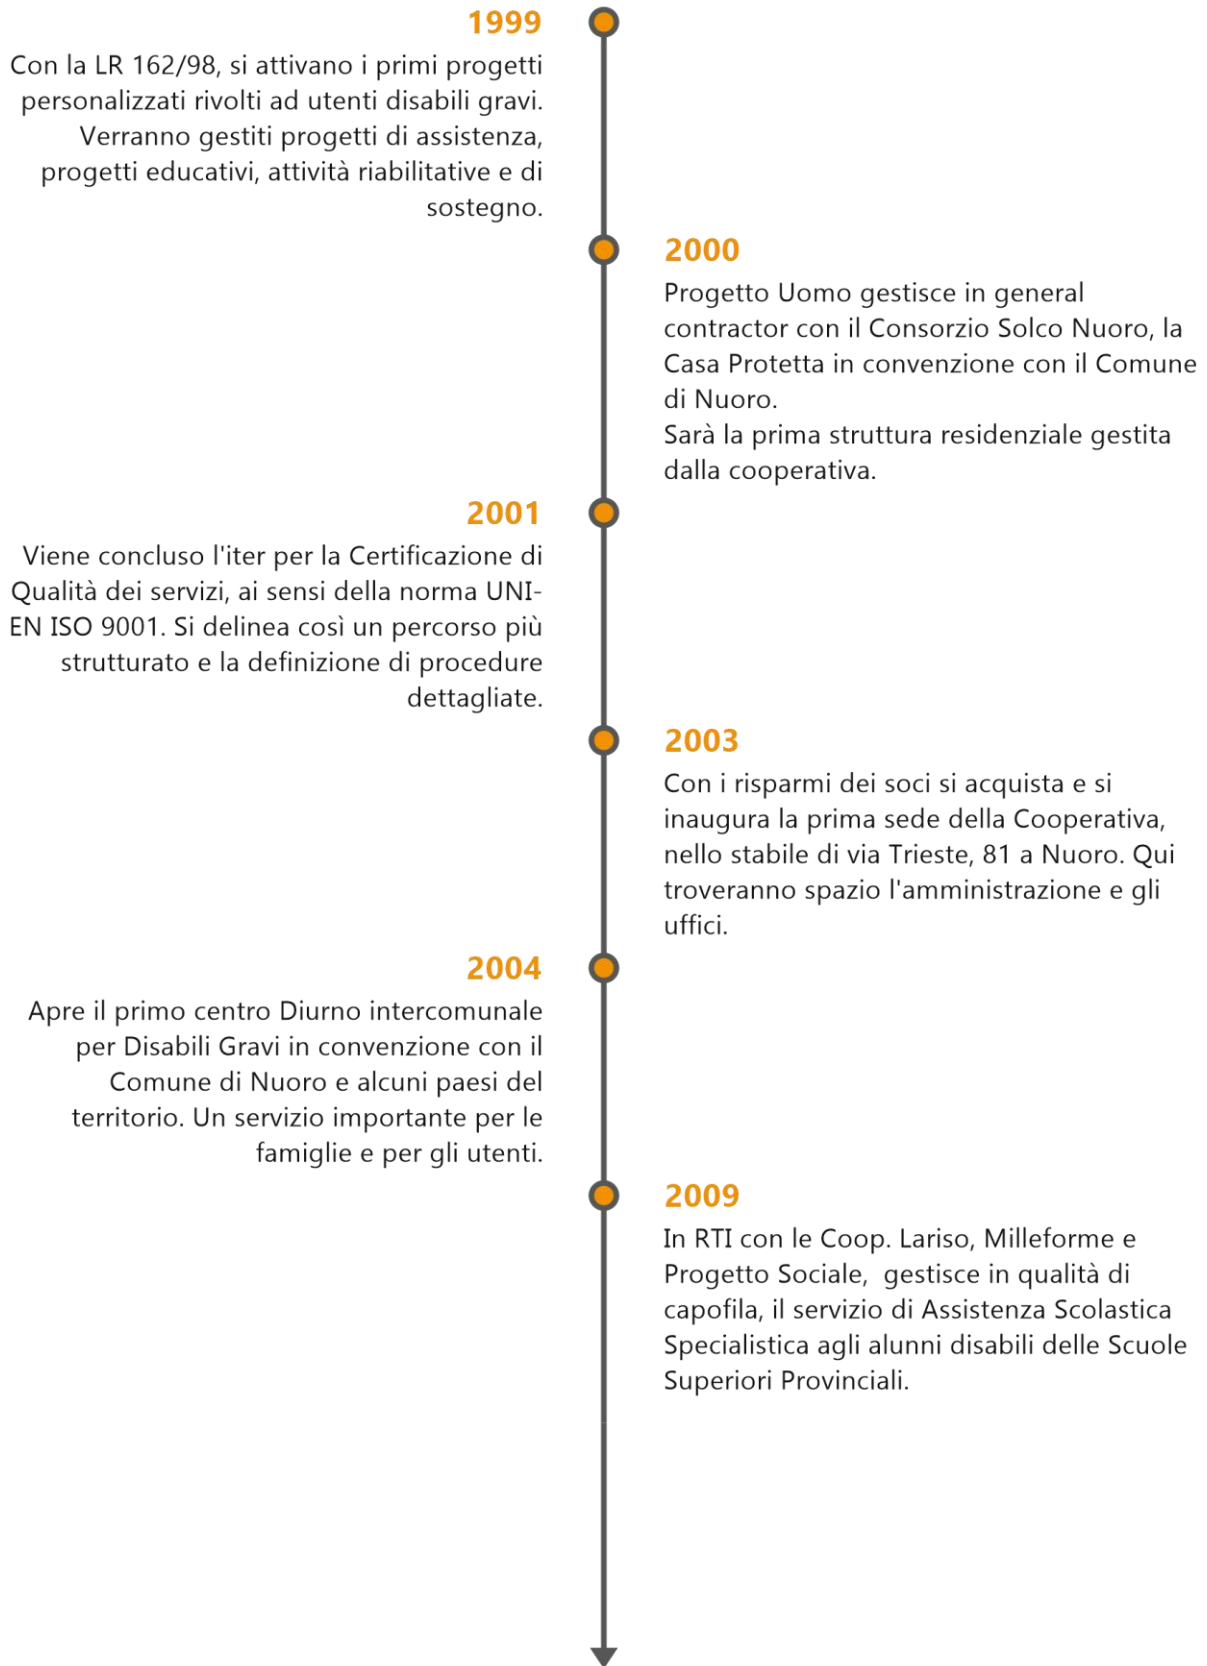 1999
Con la LR 162/98, si attivano i primi progetti
personalizzati rivolti ad utenti disabili gravi.
Verranno gestiti progetti di assistenza,
progetti educativi, attività riabilitative e di
sostegno.
2000
Progetto Uomo gestisce in general
contractor con il Consorzio Solco Nuoro, la
Casa Protetta in convenzione con il Comune
di Nuoro.
Sarà la prima struttura residenziale gestita
dalla cooperativa.
2001
Viene concluso l'iter per la Certificazione di
Qualità dei servizi, ai sensi della norma UNI-
EN ISO 9001. Si delinea così un percorso più
strutturato e la definizione di procedure
dettagliate.
2003
Con i risparmi dei soci si acquista e si
inaugura la prima sede della Cooperativa,
nello stabile di via Trieste, 81 a Nuoro. Qui
troveranno spazio l'amministrazione e gli
uffici.
2004
Apre il primo centro Diurno intercomunale
per Disabili Gravi in convenzione con il
Comune di Nuoro e alcuni paesi del
territorio. Un servizio importante per le
famiglie e per gli utenti.
2009
In RTI con le Coop. Lariso, Milleforme e
Progetto Sociale,  gestisce in qualità di
capofila, il servizio di Assistenza Scolastica
Specialistica agli alunni disabili delle Scuole
Superiori Provinciali.